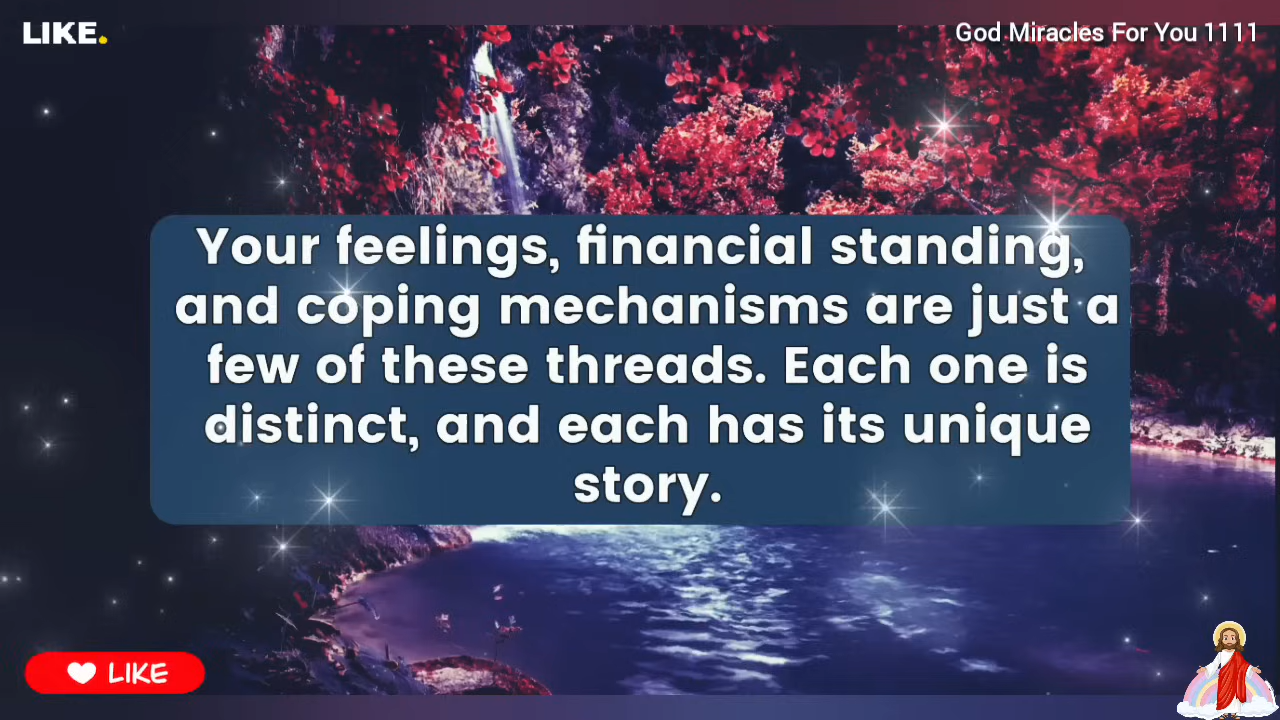 LIKE.
God Miracles For You 1111
Your feelings, financial standing,
and coping mechanisms are just a
few of these threads. Each one is
distinct, and each has its unique
story.
LIKE